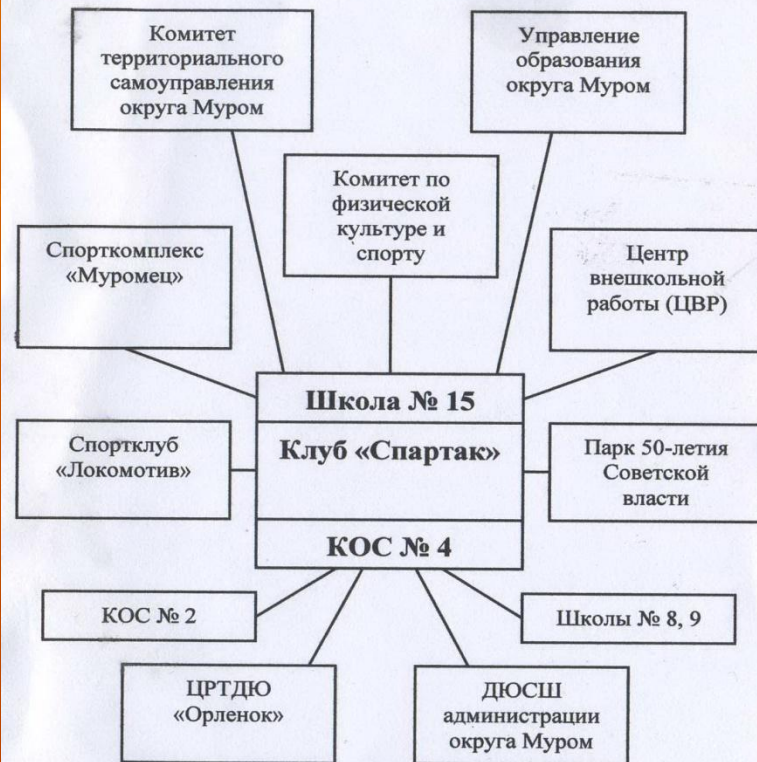 Комитет
территориального
самоуправления
округа Муром
Управление
образования
округа Муром
Комитет по
физической
культуре и
спорту
Спорткомплекс
«Муромец»
Центр
внешкольной
работы (ЦВР)
Школа № 15
Клуб «Спартак»
КОС № 4
Спортклуб
«Локомотив»
Парк 50-летия
Советской
власти
КОС № 2
Школы № 8, 9
ЦРТДЮ
«Орленок»
ДЮСШ
администрации
округа Муром